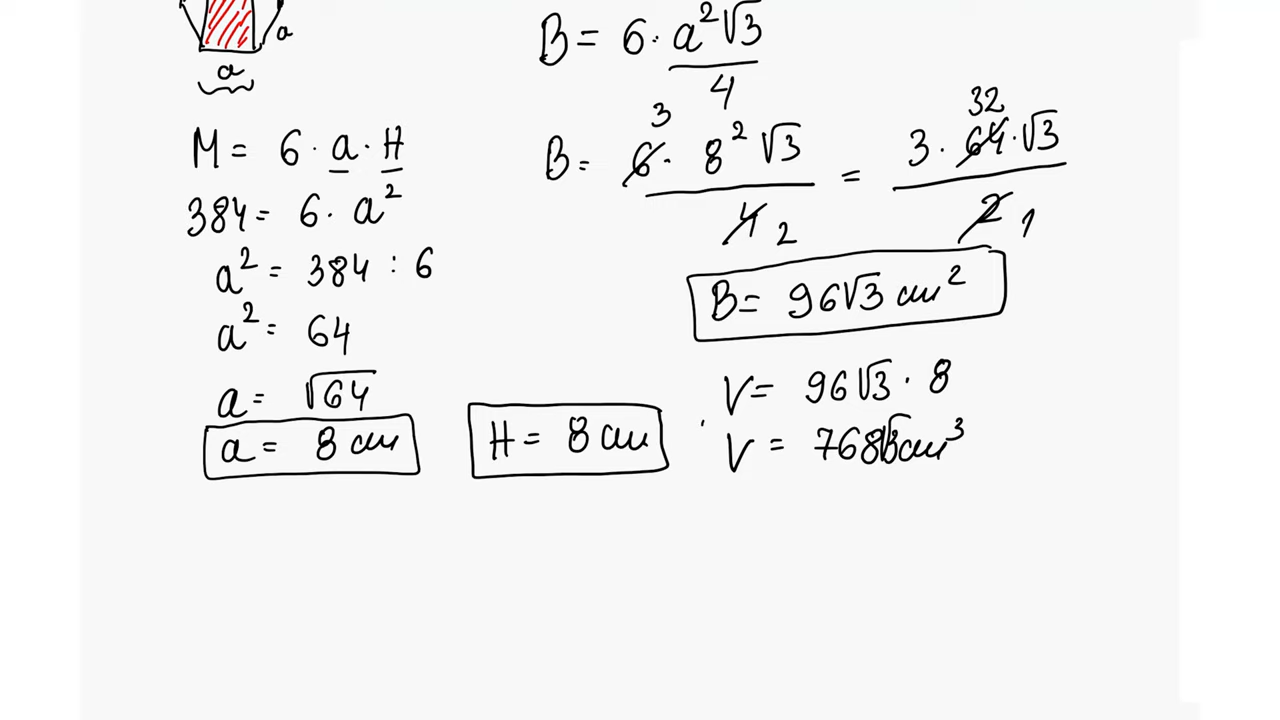 a
a
M = 6 · a · H
384 = 6 · a²
a² = 384 : 6
a² = 64
a = √64
a = 8 cm
H = 8 cm
B = 6 · a²√3 / 4
B = 6 3 · 8²√3 / 4 2 = 3 · 64 32 · √3 / 2 1
B = 96√3 cm²
V = 96√3 · 8
V = 768√3 cm³